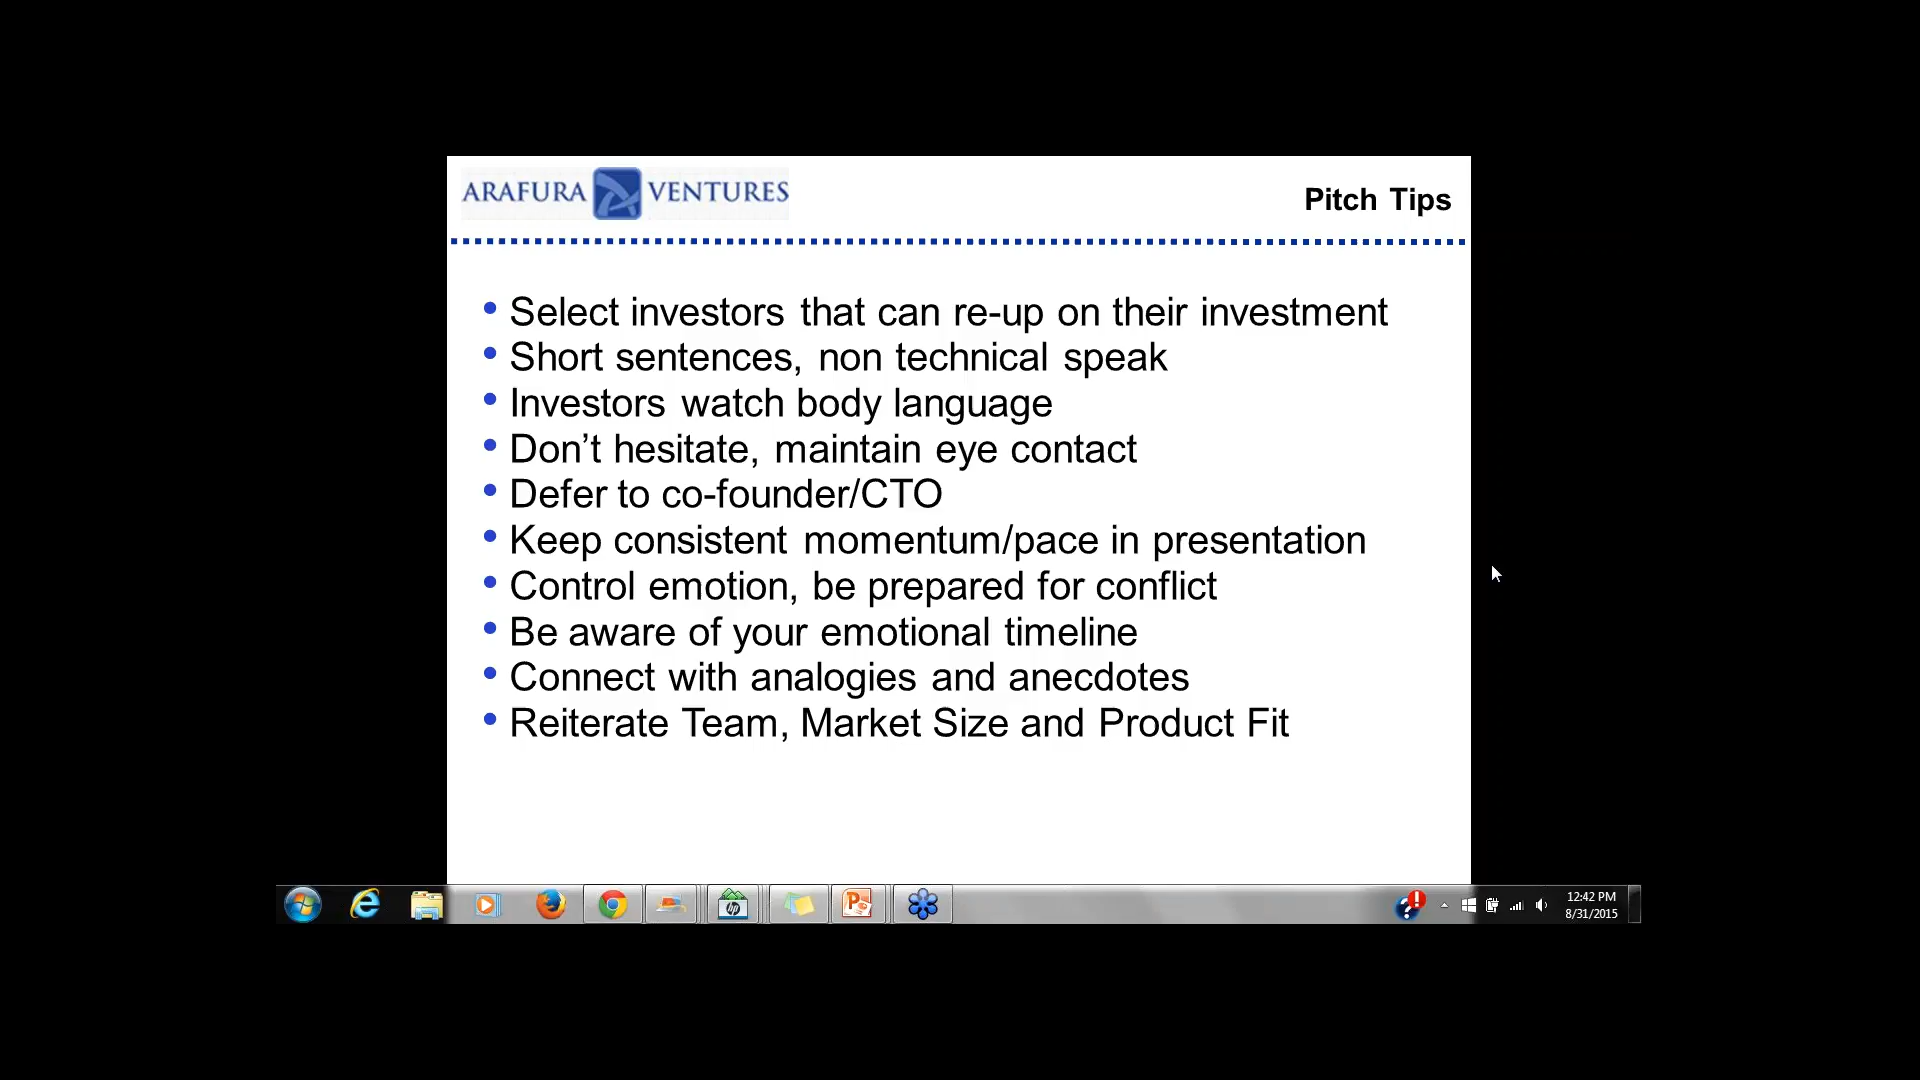 ARAFURA VENTURES
Pitch Tips
• Select investors that can re-up on their investment
• Short sentences, non technical speak
• Investors watch body language
• Don’t hesitate, maintain eye contact
• Defer to co-founder/CTO
• Keep consistent momentum/pace in presentation
• Control emotion, be prepared for conflict
• Be aware of your emotional timeline
• Connect with analogies and anecdotes
• Reiterate Team, Market Size and Product Fit
12:42 PM
8/31/2015